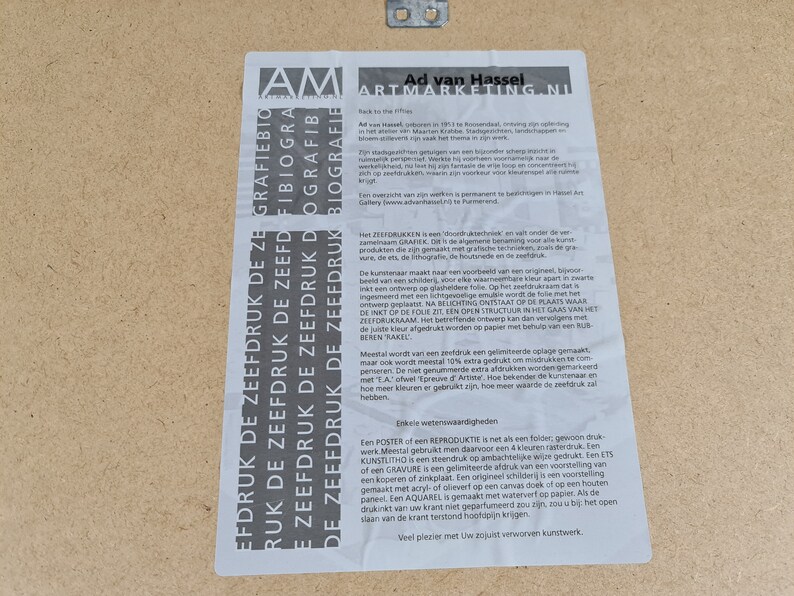 AM
ARTMARKETING.NL
Ad van Hassel
ARTMARKETING.NL
Back to the Fifties
Ad van Hassel, geboren in 1953 te Roosendaal, ontving zijn opleiding
in het atelier van Maarten Krabbe. Stadsgezichten, landschappen en
bloem-stillevens zijn vaak het thema in zijn werk.
Zijn stadsgezichten getuigen van een bijzonder scherp inzicht in
ruimtelijk perspectief. Werkte hij voorheen voornamelijk naar de
werkelijkheid, nu laat hij zijn fantasie de vrije loop en concentreert hij
zich op zeefdrukken, waarin zijn voorkeur voor kleurenspel alle ruimte
krijgt.
Een overzicht van zijn werken is permanente te bezichtigen in Hassel Art
Gallery (www.advanhassel.nl) te Purmerend.
Het ZEEFDRUKKEN is een 'doordruktechniek' en valt onder de ver-
zamelnaam GRAFIEK. Dit is de algemene benaming voor alle kunst-
produkten die zijn gemaakt met grafische technieken, zoals de gra-
vure, de ets, de lithografie, de houtsnede en de zeefdruk.
De kunstenaar maakt naar een voorbeeld van een origineel, bijvoor-
beeld van een schilderij, voor elke waarneembare kleur apart in zwarte
inkt een ontwerp op glasheldere folie. Op het zeefdrukraam dat is
ingesmeerd met een lichtgevoelige emulsie wordt de folie met het
ontwerp geplaatst. NA BELICHTING ONTSTAAT OP DE PLAATS WAAR
DE INKT OP DE FOLIE ZIT, EEN OPEN STRUCTUUR IN HET GAAS VAN HET
ZEEFDRUKRAAM. Het betreffende ontwerp kan dan vervolgens met
de juiste kleur afgedrukt worden op papier met behulp van een RUB-
BEREN 'RAKEL'.
Meestal wordt van een zeefdruk een gelimiteerde oplage gemaakt,
maar ook wordt meestal 10% extra gedrukt om misdrukken te com-
penseren. De niet genummerde extra afdrukken worden gemarkeerd
met 'E.A.' ofwel 'Epreuve d' Artiste'. Hoe bekender de kunstenaar en
hoe meer kleuren er gebruikt zijn, hoe meer waarde de zeefdruk zal
hebben.
Enkele wetenswaardigheden
Een POSTER of een REPRODUKTIE is net als een folder; gewoon druk-
werk.Meestal gebruikt men daarvoor een 4 kleuren rasterdruk. Een
KUNSTLITHO is een steendruk op ambachtelijke wijze gedrukt. Een ETS
of een GRAVURE is een gelimiteerde afdruk van een voorstelling van
een koperen of zinkplaat. Een origineel schilderij is een voorstelling
gemaakt met acryl- of olieverf op een canvas doek of op een houten
paneel. Een AQUAREL is gemaakt met waterverf op papier. Als de
drukinkt van uw krant niet geparfumeerd zou zijn, zou u bij: het open
slaan van de krant terstond hoofdpijn krijgen.
Veel plezier met Uw zojuist verworven kunstwerk.
EFDRUK DE ZEEFDRUK DE ZEEFDRUK DE ZEEGRAFIEBIO
RUK DE ZEEFDRUK DE ZEEFDRUK DE ZEEFD FIBIOGRA
E ZEEFDRUK DE ZEEFDRUK DE ZEEFDRUK D OGRAFIBI
DE ZEEFDRUK DE ZEEFDRUK DE ZEEFDRUK BIOGRAFIE